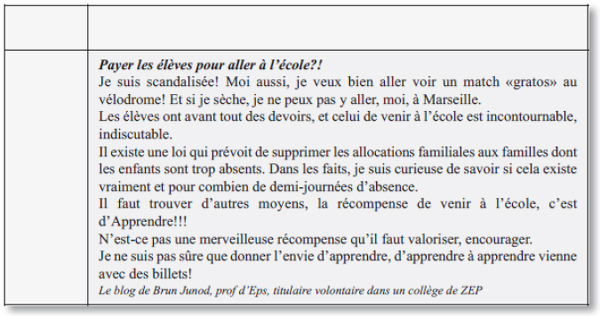 Payer les élèves pour aller à l’école?!
Je suis scandalisée! Moi aussi, je veux bien aller voir un match «gratos» au
vélodrome! Et si je sèche, je ne peux pas y aller, moi, à Marseille.
Les élèves ont avant tout des devoirs, et celui de venir à l’école est incontournable,
indiscutable.
Il existe une loi qui prévoit de supprimer les allocations familiales aux familles dont
les enfants sont trop absents. Dans les faits, je suis curieuse de savoir si cela existe
vraiment et pour combien de demi-journées d’absence.
Il faut trouver d’autres moyens, la récompense de venir à l’école, c’est
d’Apprendre!!!
N’est-ce pas une merveilleuse récompense qu’il faut valoriser, encourager.
Je ne suis pas sûre que donner l’envie d’apprendre, d’apprendre à apprendre vienne
avec des billets!
Le blog de Brun Junod, prof d’Eps, titulaire volontaire dans un collège de ZEP